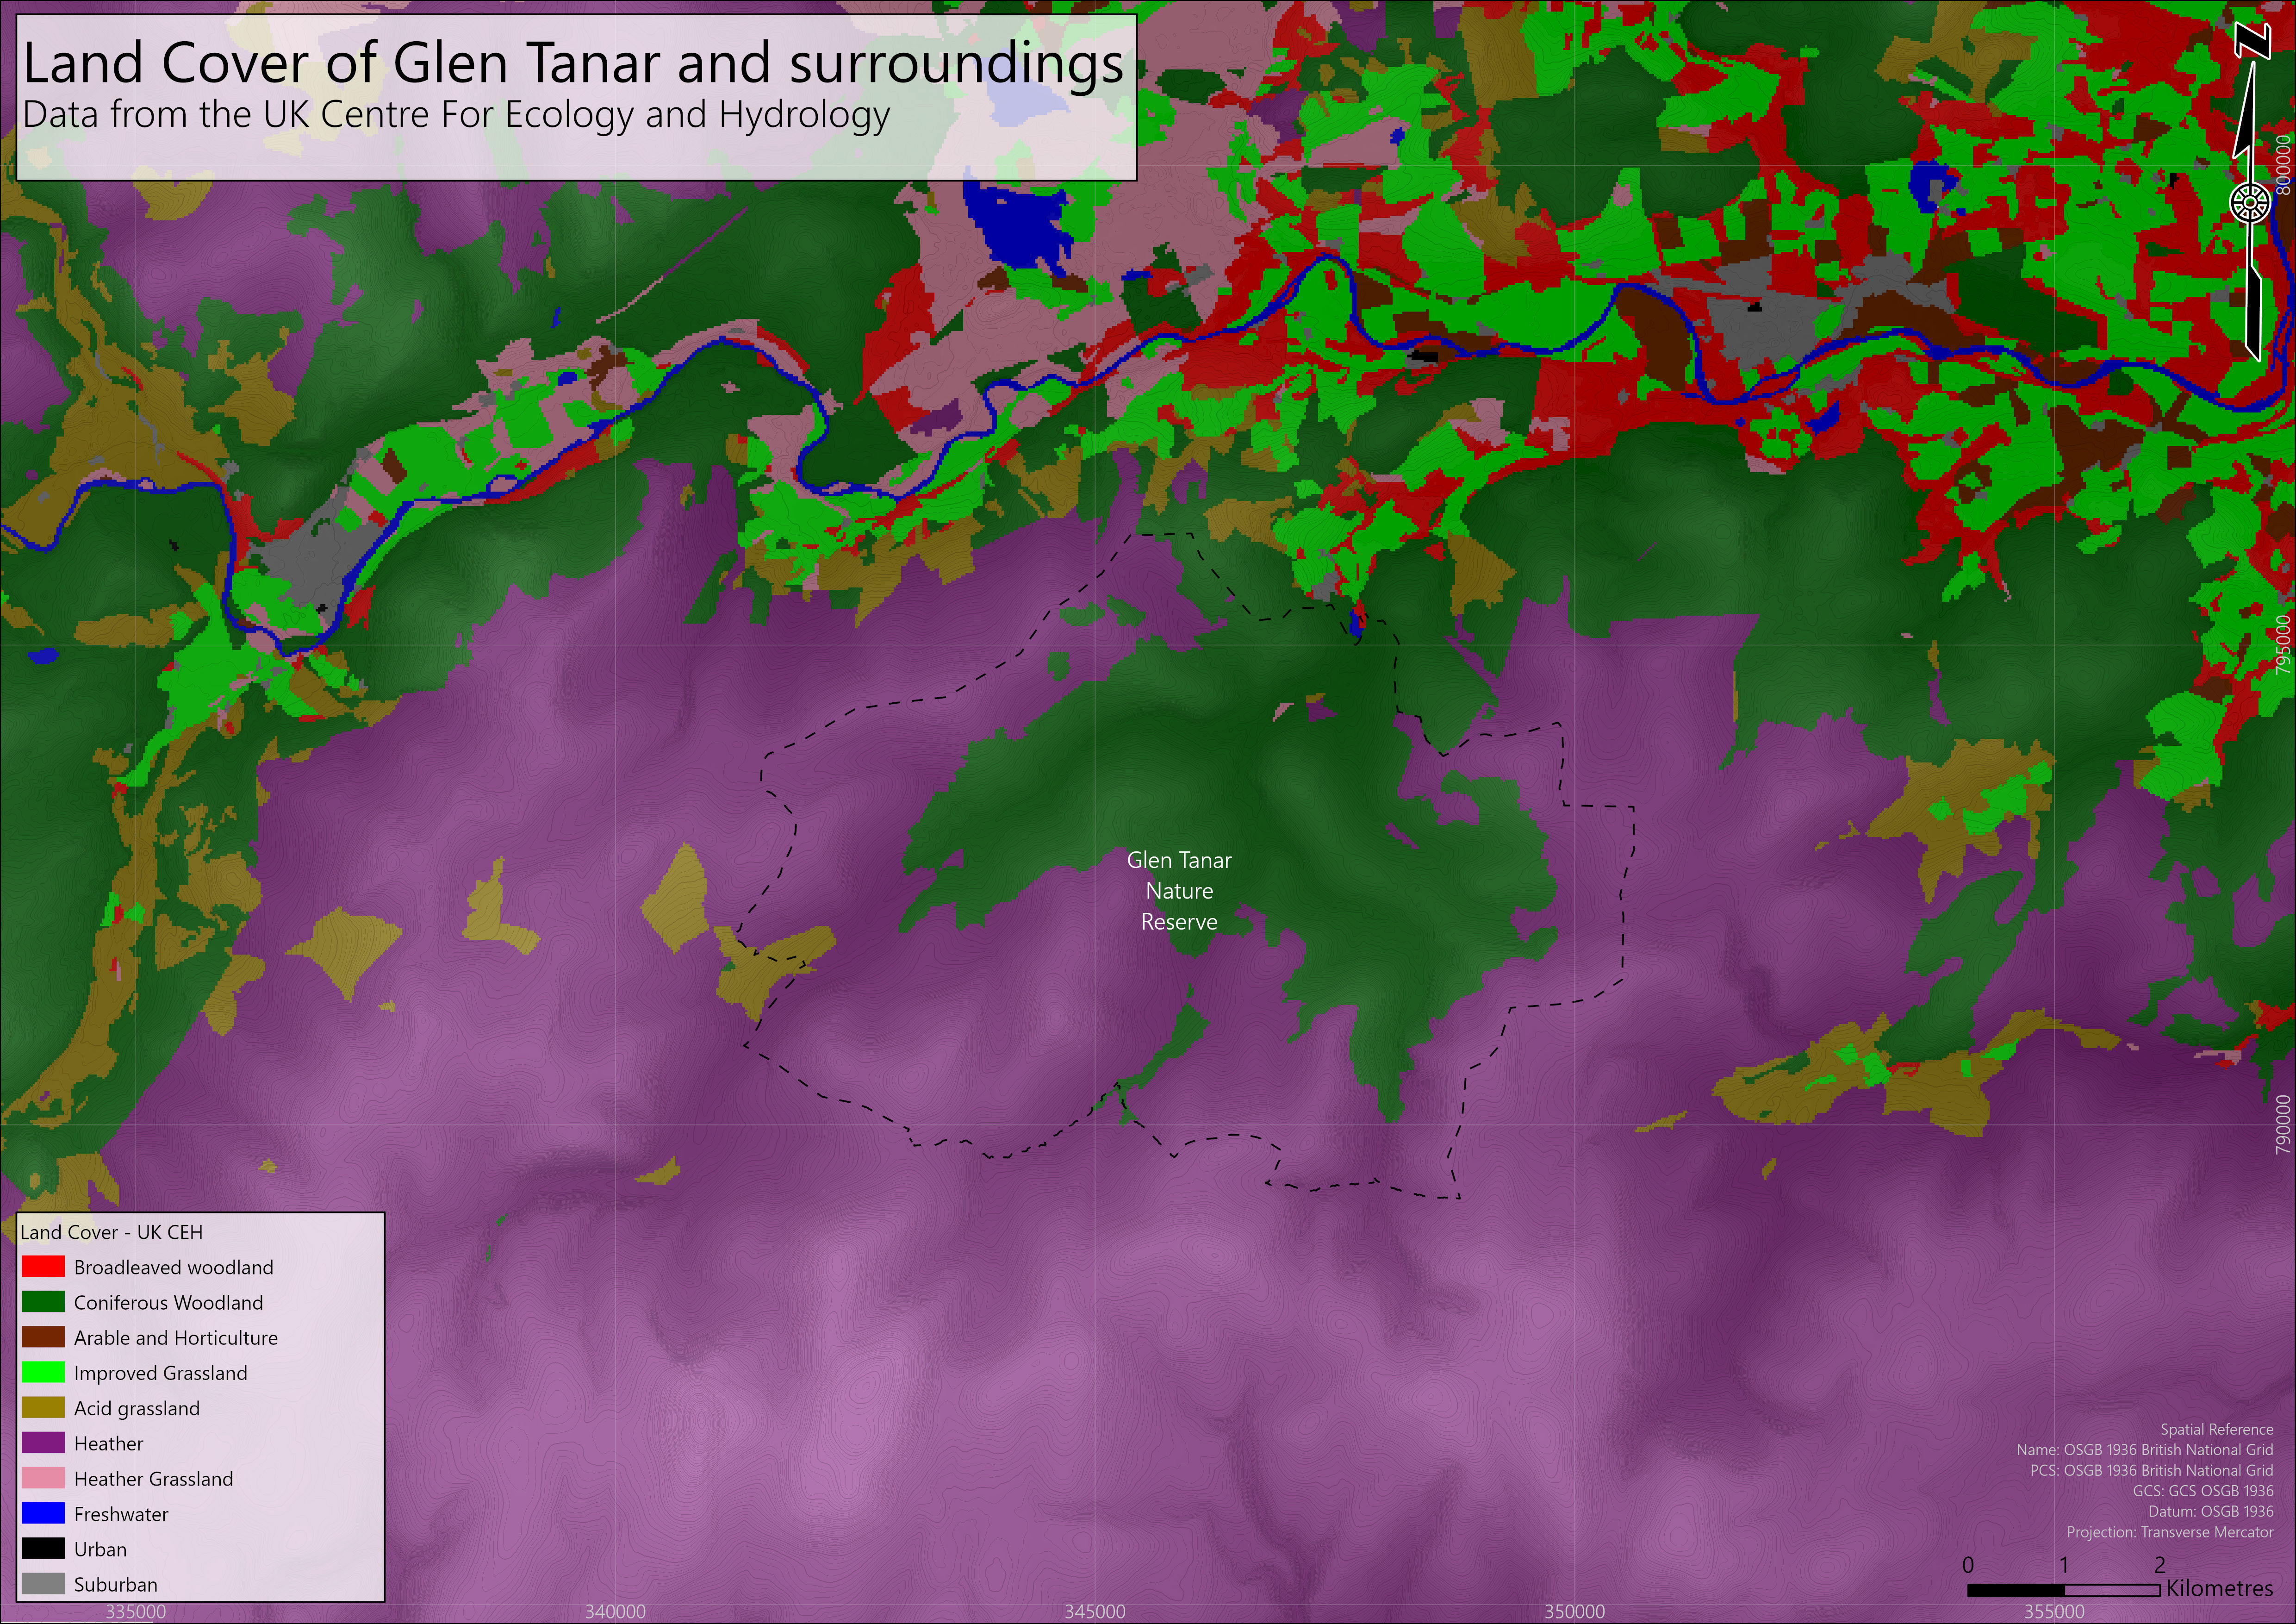 Land Cover of Glen Tanar and surroundings
Data from the UK Centre For Ecology and Hydrology
N
800000
795000
Glen Tanar
Nature
Reserve
790000
Land Cover - UK CEH
Broadleaved woodland
Coniferous Woodland
Arable and Horticulture
Improved Grassland
Acid grassland
Heather
Heather Grassland
Freshwater
Urban
Suburban
Spatial Reference
Name: OSGB 1936 British National Grid
PCS: OSGB 1936 British National Grid
GCS: GCS OSGB 1936
Datum: OSGB 1936
Projection: Transverse Mercator
0 1 2
Kilometres
335000 340000 345000 350000 355000